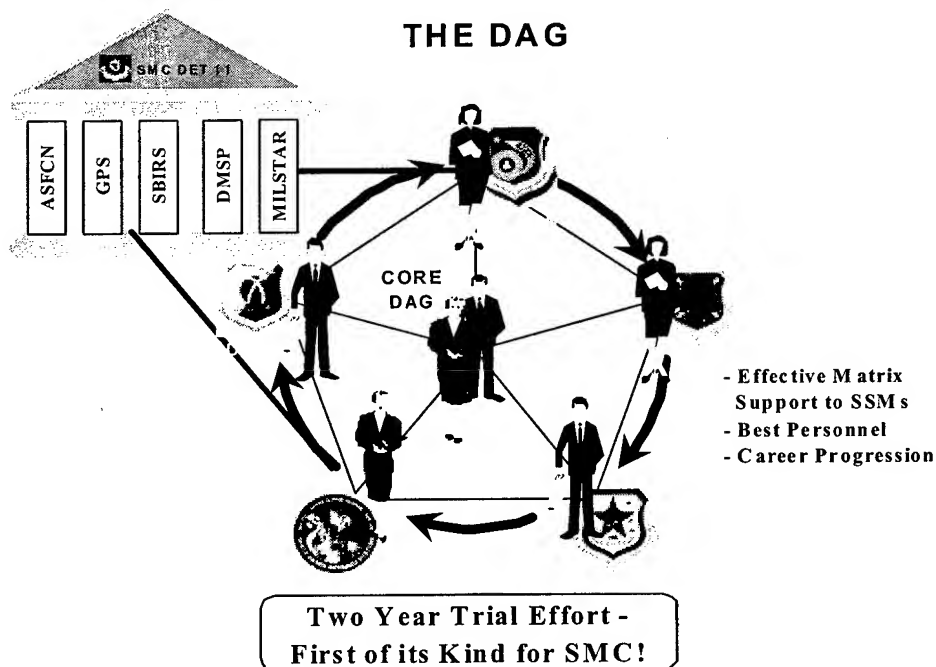 THE DAG
SMC DET 11
ASFCN
GPS
SBIRS
DMSP
MILSTAR
CORE
DAG
- Effective Matrix
Support to SSMs
- Best Personnel
- Career Progression
Two Year Trial Effort -
First of its Kind for SMC!